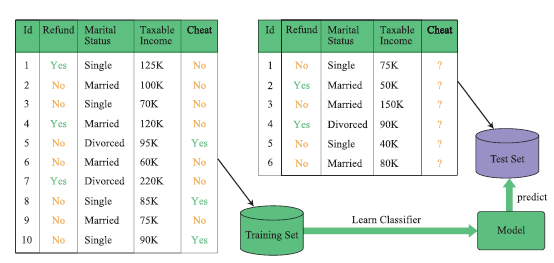 Id Refund Marital Status Taxable Income Cheat
1 Yes Single 125K No
2 No Married 100K No
3 No Single 70K No
4 Yes Married 120K No
5 No Divorced 95K Yes
6 No Married 60K No
7 Yes Divorced 220K No
8 No Single 85K Yes
9 No Married 75K No
10 No Single 90K Yes
Id Refund Marital Status Taxable Income Cheat
1 No Single 75K ?
2 Yes Married 50K ?
3 No Married 150K ?
4 Yes Divorced 90K ?
5 No Single 40K ?
6 No Married 80K ?
Test Set
predict
Learn Classifier
Training Set
Model